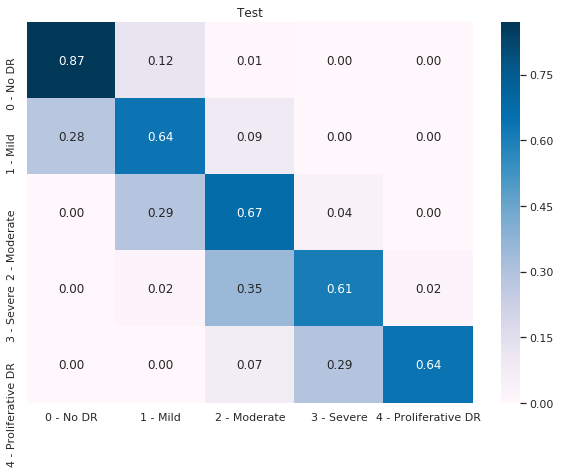 Test
0 - No DR
0.87 0.12 0.01 0.00 0.00
1 - Mild
0.28 0.64 0.09 0.00 0.00
2 - Moderate
0.00 0.29 0.67 0.04 0.00
3 - Severe
0.00 0.02 0.35 0.61 0.02
4 - Proliferative DR
0.00 0.00 0.07 0.29 0.64
0 - No DR 1 - Mild 2 - Moderate 3 - Severe 4 - Proliferative DR
0.75
0.60
0.45
0.30
0.15
0.00